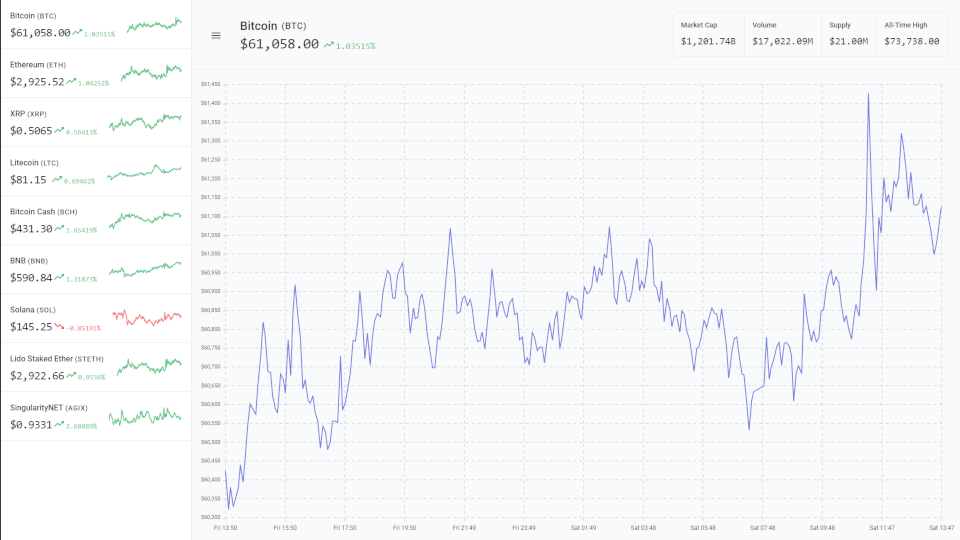 Bitcoin (BTC)
$61,058.00 1.03515%
Ethereum (ETH)
$2,925.52 1.04252%
XRP (XRP)
$0.5065 0.56613%
Litecoin (LTC)
$81.15 0.69462%
Bitcoin Cash (BCH)
$431.30 1.65419%
BNB (BNB)
$590.84 1.31873%
Solana (SOL)
$145.25 -0.85191%
Lido Staked Ether (STETH)
$2,922.66 0.9556%
SingularityNET (AGIX)
$0.9331 2.68089%
Bitcoin (BTC)
$61,058.00 1.03515%
Market Cap
$1,201.74B
Volume
$17,022.09M
Supply
$21.00M
All-Time High
$73,738.00
$61,450
$61,400
$61,350
$61,300
$61,250
$61,200
$61,150
$61,100
$61,050
$61,000
$60,950
$60,900
$60,850
$60,800
$60,750
$60,700
$60,650
$60,600
$60,550
$60,500
$60,450
$60,400
$60,350
$60,300
Fri 13:50 Fri 15:50 Fri 17:50 Fri 19:50 Fri 21:49 Fri 23:49 Sat 01:49 Sat 03:48 Sat 05:48 Sat 07:48 Sat 09:48 Sat 11:47 Sat 13:47